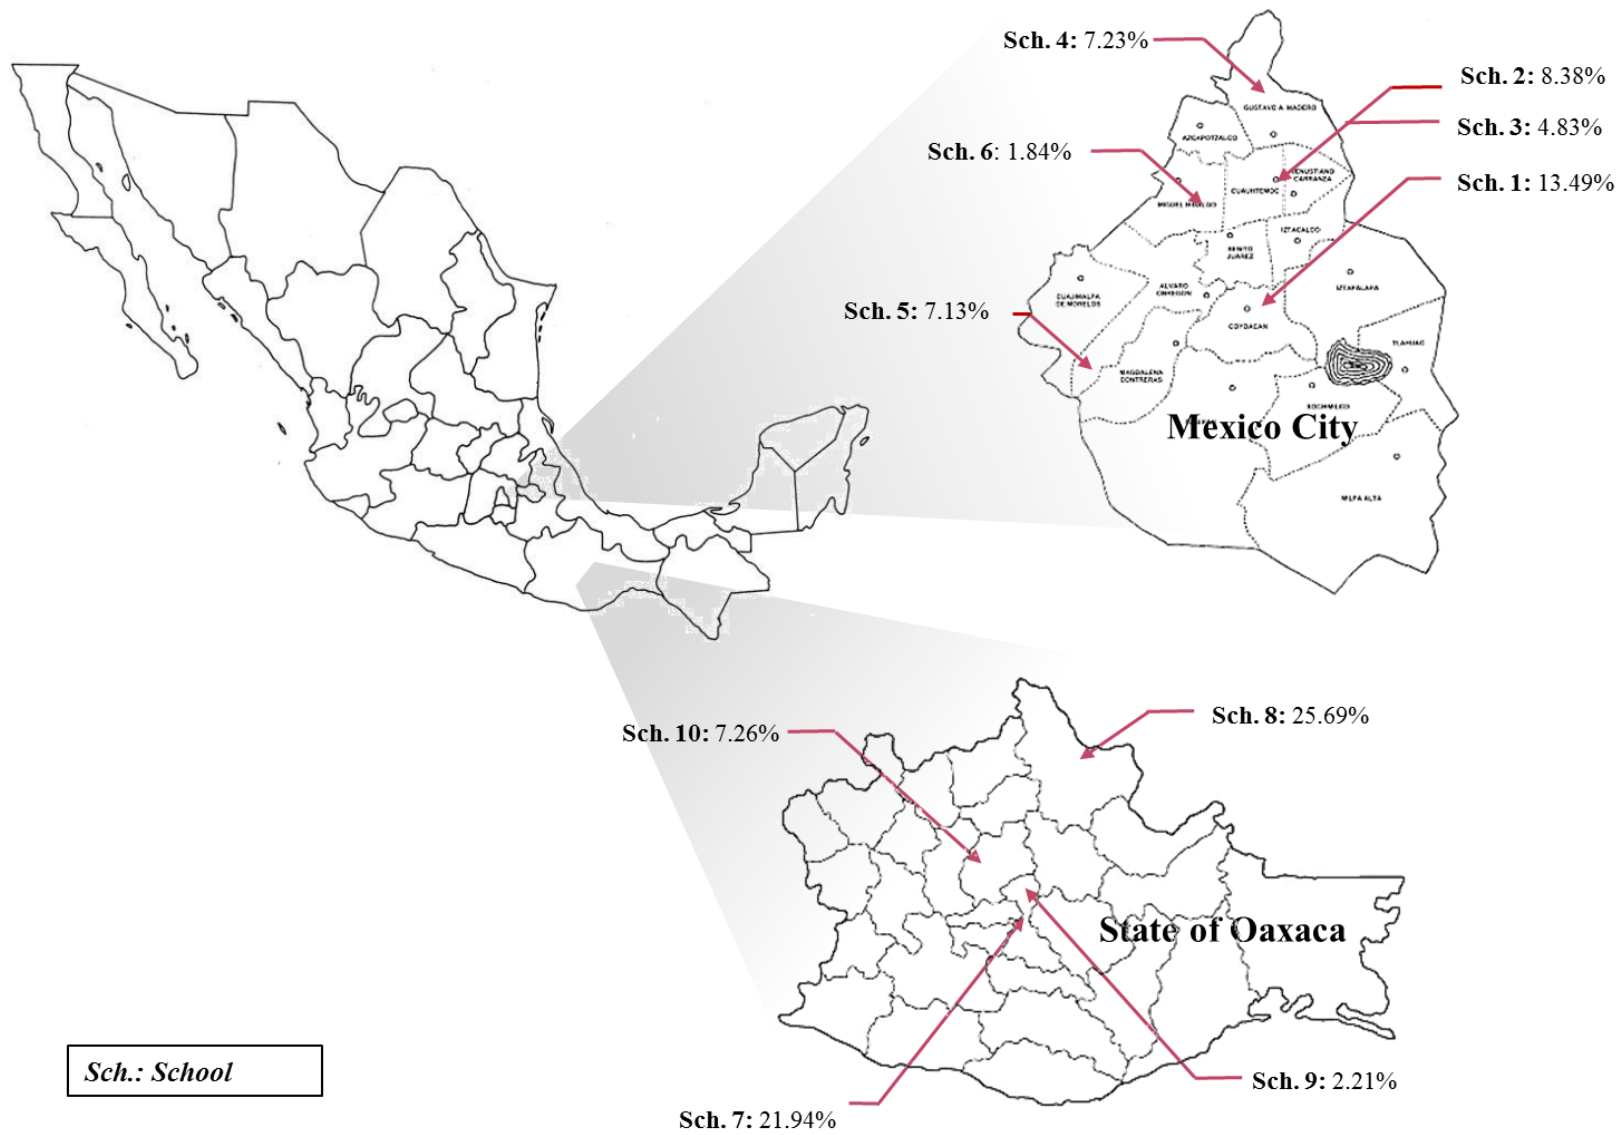 Sch. 4: 7.23%
Sch. 2: 8.38%
Sch. 3: 4.83%
Sch. 6: 1.84%
Sch. 1: 13.49%
Sch. 5: 7.13%
GUSTAVO A. MADERO
AZCAPOTZALCO
VENUSTIANO
CARRANZA
CUAUHTEMOC
MIGUEL HIDALGO
IZTACALCO
BENITO
JUAREZ
CUAJIMALPA
DE MORELOS
ALVARO
OBREGON
IZTAPALAPA
COYOACAN
TLAHUAC
MAGDALENA
CONTRERAS
XOCHIMILCO
Mexico City
MILPA ALTA
Sch. 10: 7.26%
Sch. 8: 25.69%
State of Oaxaca
Sch.: School
Sch. 9: 2.21%
Sch. 7: 21.94%